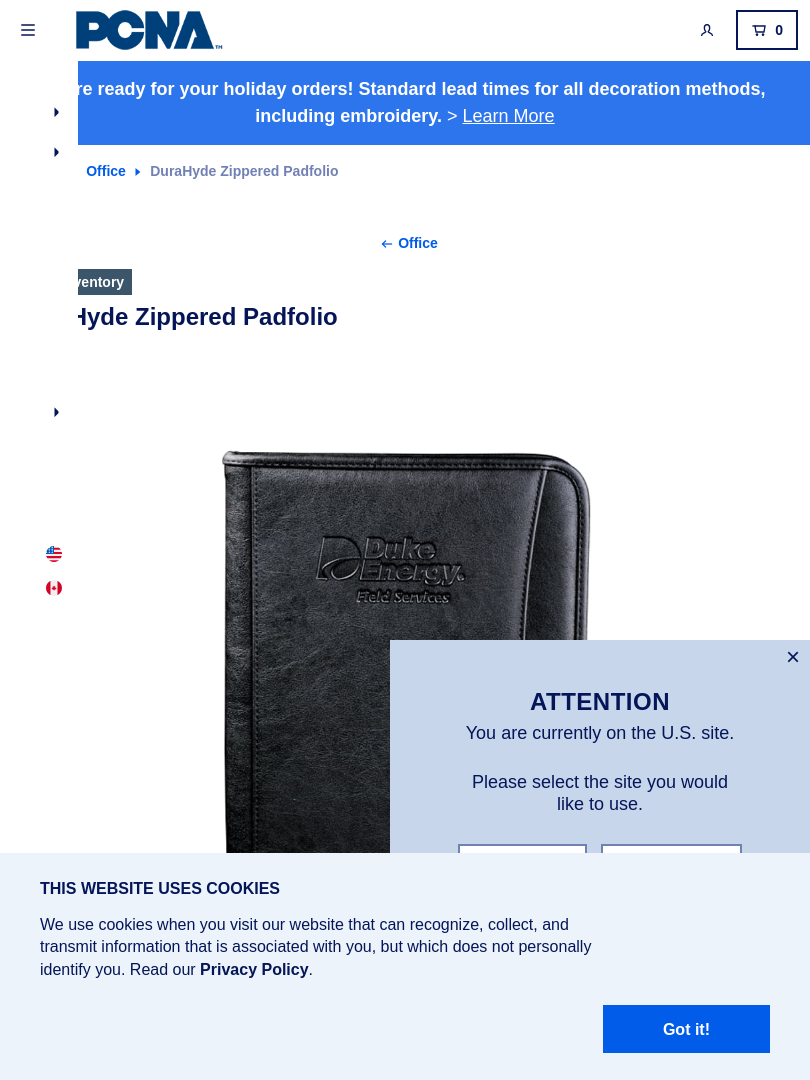 PCNA™
0
re ready for your holiday orders! Standard lead times for all decoration methods,
including embroidery. > Learn More
Office
DuraHyde Zippered Padfolio
Office
Hyde Zippered Padfolio
Duke
Energy®
Field Services
ATTENTION
You are currently on the U.S. site.
Please select the site you would
like to use.
THIS WEBSITE USES COOKIES
We use cookies when you visit our website that can recognize, collect, and
transmit information that is associated with you, but which does not personally
identify you. Read our Privacy Policy.
Got it!